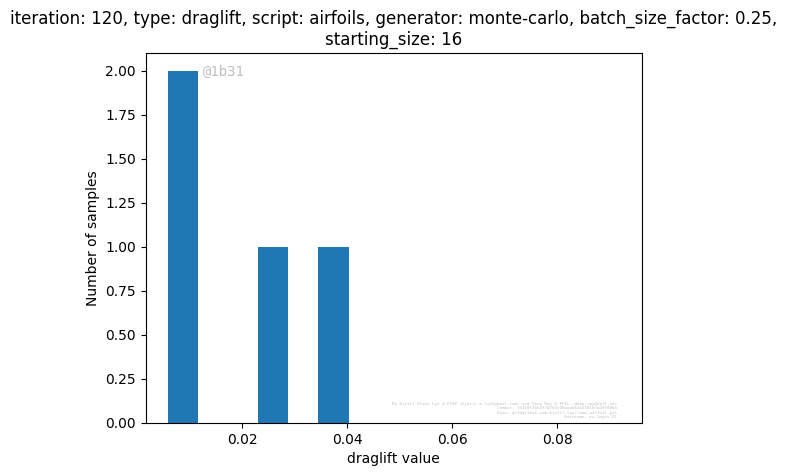 iteration: 120, type: draglift, script: airfoils, generator: monte-carlo, batch_size_factor: 0.25,
starting_size: 16
@1b31
2.00
1.75
1.50
1.25
1.00
0.75
0.50
0.25
0.00
Number of samples
0.02 0.04 0.06 0.08
draglift value